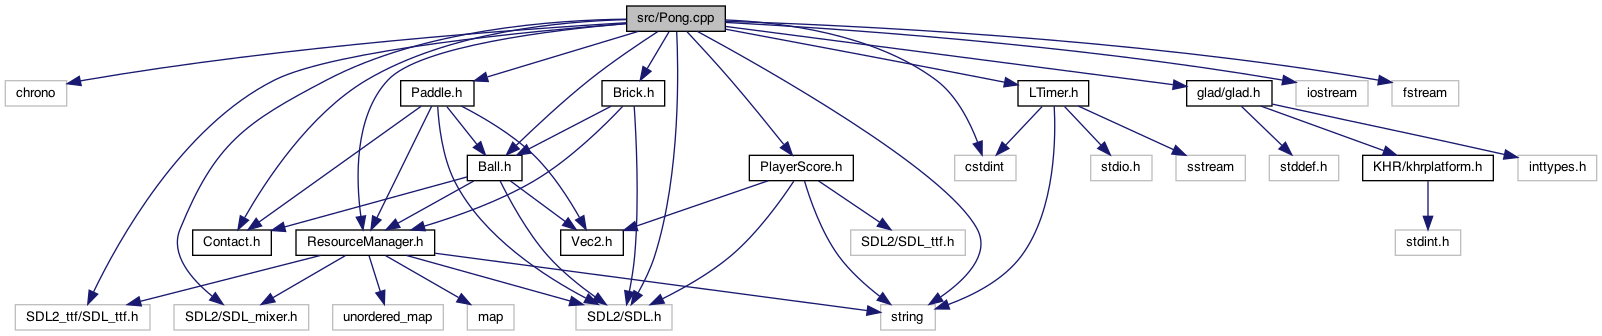 src/Pong.cpp
chrono
Paddle.h
Brick.h
LTimer.h
glad/glad.h
iostream
fstream
Ball.h
PlayerScore.h
cstdint
stdio.h
sstream
stddef.h
KHR/khrplatform.h
inttypes.h
Contact.h
ResourceManager.h
Vec2.h
SDL2/SDL_ttf.h
stdint.h
SDL2_ttf/SDL_ttf.h
SDL2/SDL_mixer.h
unordered_map
map
SDL2/SDL.h
string